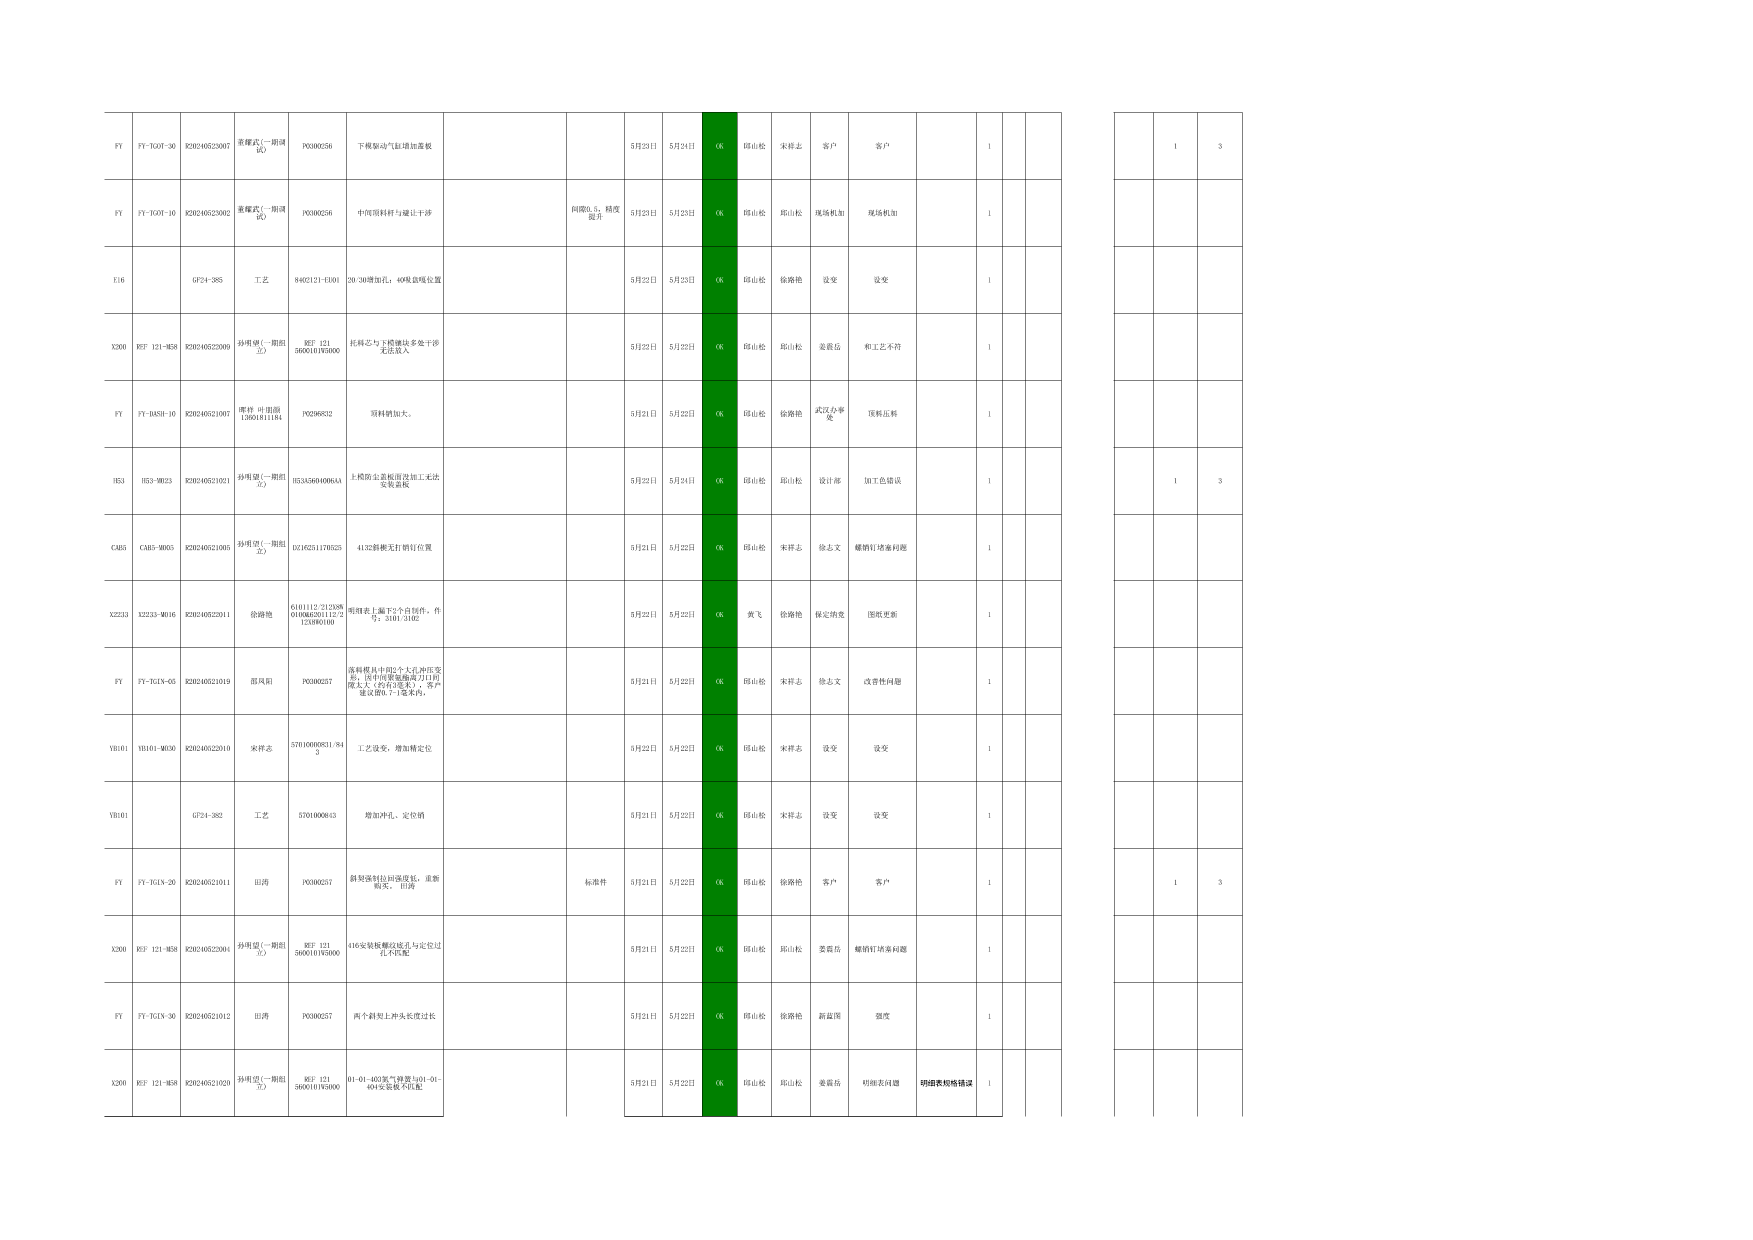 FY FY-TGOT-30 R20240523007 董耀武(一期调试) P0300256 下模驱动气缸增加盖板 5月23日 5月24日 OK 邱山松 宋祥志 客户 客户 1 1 3
FY FY-TGOT-10 R20240523002 董耀武(一期调试) P0300256 中间顶料杆与避让干涉 间隙0.5，精度提升 5月23日 5月23日 OK 邱山松 邱山松 现场机加 现场机加 1
E16 GF24-385 工艺 8402121-EU01 20/30增加孔；40吸盘吸位置 5月22日 5月23日 OK 邱山松 徐路艳 设变 设变 1
X200 REF 121-M58 R20240522009 孙明望(一期组立) REF 121 5600101W5000 托料芯与下模镶块多处干涉无法放入 5月22日 5月22日 OK 邱山松 邱山松 姜震岳 和工艺不符 1
FY FY-DASH-10 R20240521007 13601811184 P0296832 顶料销加大。 5月21日 5月22日 OK 邱山松 徐路艳 武汉办事处 顶料压料 1
H53 H53-M023 R20240521021 孙明望(一期组立) H53A5604006AA 上模防尘盖板面没加工无法安装盖板 5月22日 5月24日 OK 邱山松 邱山松 设计部 加工色错误 1 1 3
CAB5 CAB5-M005 R20240521005 孙明望(一期组立) DZ16251170525 4132斜楔无打销钉位置 5月21日 5月22日 OK 邱山松 宋祥志 徐志文 螺销钉堵塞问题 1
X2233 X2233-M016 R20240522011 徐路艳 6101112/212X8W0100&6201112/212X8W0100 明细表上漏下2个自制件。件号：3101/3102 5月22日 5月22日 OK 黄飞 徐路艳 保定纳竞 图纸更新 1
FY FY-TGIN-05 R20240521019 邵凤阳 P0300257 落料模具中间2个大孔冲压变形，因中间聚氨酯离刀口间隙太大（约有3毫米），客户建议留0.7-1毫米内。 5月21日 5月22日 OK 邱山松 宋祥志 徐志文 改善性问题 1
YB101 YB101-M030 R20240522010 宋祥志 57010000831/843 工艺设变，增加精定位 5月22日 5月22日 OK 邱山松 宋祥志 设变 设变 1
YB101 GF24-382 工艺 5701000843 增加冲孔、定位销 5月21日 5月22日 OK 邱山松 宋祥志 设变 设变 1
FY FY-TGIN-20 R20240521011 田涛 P0300257 斜契强制拉回强度低，重新购买。 田涛 标准件 5月21日 5月22日 OK 邱山松 徐路艳 客户 客户 1 1 3
X200 REF 121-M58 R20240522004 孙明望(一期组立) REF 121 5600101W5000 416安装板螺纹底孔与定位过孔不匹配 5月21日 5月22日 OK 邱山松 邱山松 姜震岳 螺销钉堵塞问题 1
FY FY-TGIN-30 R20240521012 田涛 P0300257 两个斜契上冲头长度过长 5月21日 5月22日 OK 邱山松 徐路艳 新蓝图 强度 1
X200 REF 121-M58 R20240521020 孙明望(一期组立) REF 121 5600101W5000 01-01-403氮气弹簧与01-01-404安装板不匹配 5月21日 5月22日 OK 邱山松 邱山松 姜震岳 明细表问题 明细表规格错误 1